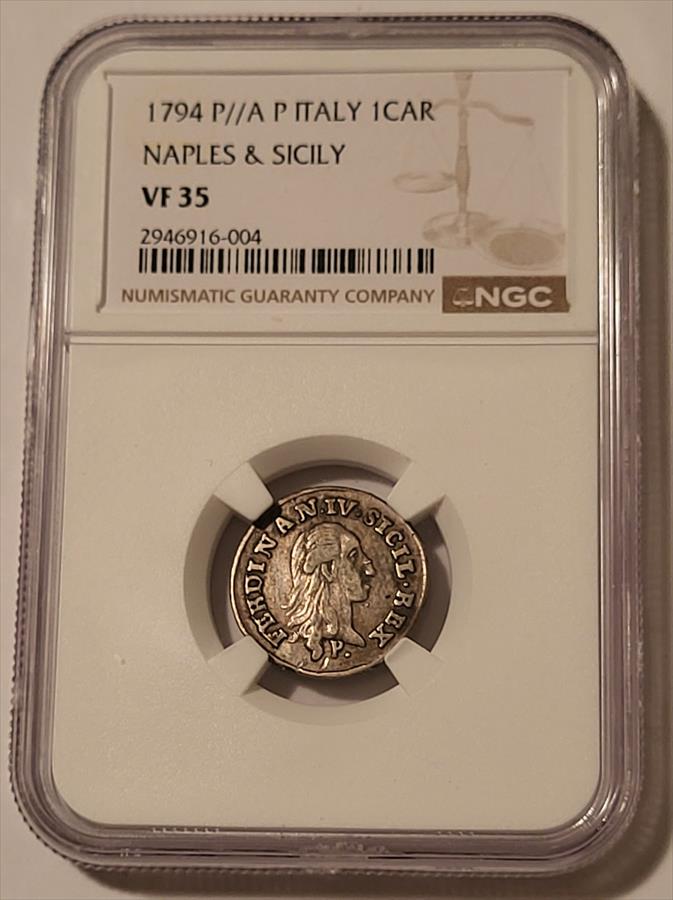 1794 P//A P ITALY 1CAR
NAPLES & SICILY
VF 35
2946916-004
NUMISMATIC GUARANTY COMPANY NGC
FERDINAN·IV·SICIL·REX
P.